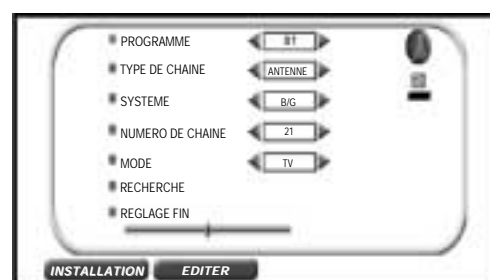 PROGRAMME
TYPE DE CHAINE ANTENNE
SYSTEME B/G
NUMERO DE CHAINE 21
MODE TV
RECHERCHE
REGLAGE FIN
INSTALLATION EDITER